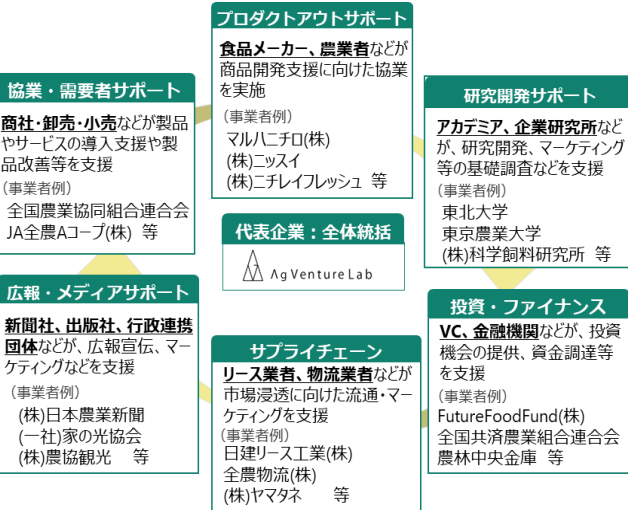 プロダクトアウトサポート
食品メーカー、農業者などが
商品開発支援に向けた協業
を実施
（事業者例）
マルハニチロ(株)
(株)ニッスイ
(株)ニチレイフレッシュ 等
協業・需要者サポート
商社・卸売・小売などが製品
やサービスの導入支援や製
品改善等を支援
（事業者例）
全国農業協同組合連合会
JA全農Aコープ(株) 等
研究開発サポート
アカデミア、企業研究所など
が、研究開発、マーケティング
等の基礎調査などを支援
（事業者例）
東北大学
東京農業大学
(株)科学飼料研究所 等
代表企業：全体統括
AgVentureLab
広報・メディアサポート
新聞社、出版社、行政連携
団体などが、広報宣伝、マー
ケティングなどを支援
（事業者例）
(株)日本農業新聞
(一社)家の光協会
(株)農協観光 等
サプライチェーン
リース業者、物流業者などが
市場浸透に向けた流通・マー
ケティングを支援
（事業者例）
日建リース工業(株)
全農物流(株)
(株)ヤマタネ 等
投資・ファイナンス
VC、金融機関などが、投資
機会の提供、資金調達等
を支援
（事業者例）
FutureFoodFund(株)
全国共済農業組合連合会
農林中央金庫 等